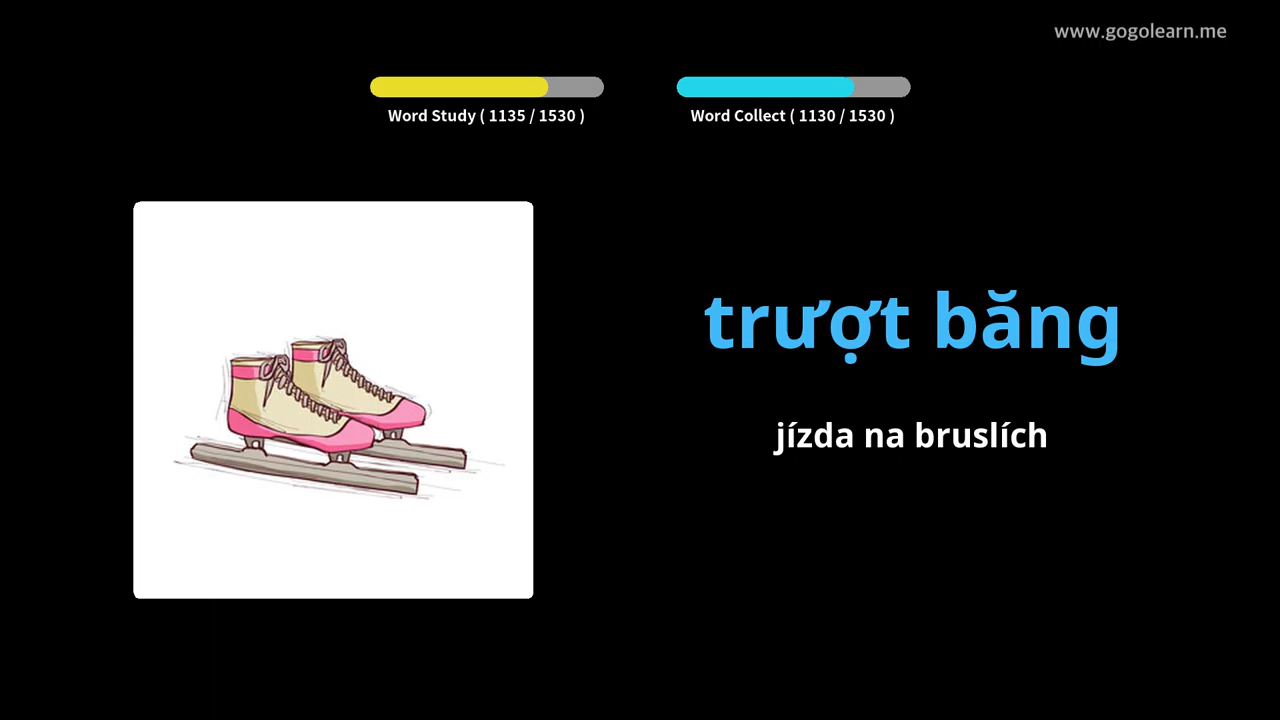 www.gogolearn.me
Word Study ( 1135 / 1530 )
Word Collect ( 1130 / 1530 )
trượt băng
jízda na bruslích